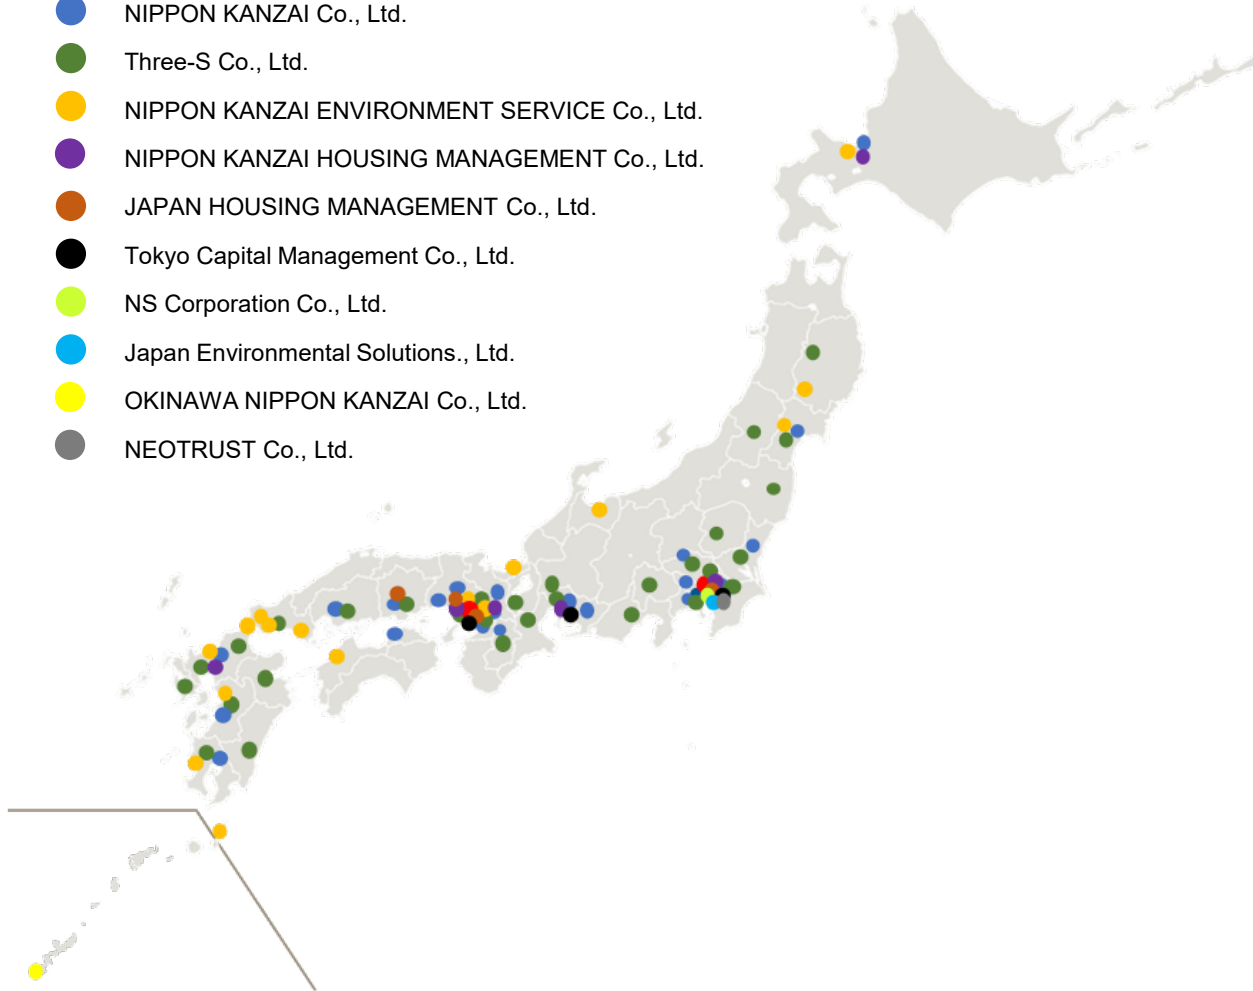 NIPPON KANZAI Co., Ltd.
Three-S Co., Ltd.
NIPPON KANZAI ENVIRONMENT SERVICE Co., Ltd.
NIPPON KANZAI HOUSING MANAGEMENT Co., Ltd.
JAPAN HOUSING MANAGEMENT Co., Ltd.
Tokyo Capital Management Co., Ltd.
NS Corporation Co., Ltd.
Japan Environmental Solutions., Ltd.
OKINAWA NIPPON KANZAI Co., Ltd.
NEOTRUST Co., Ltd.